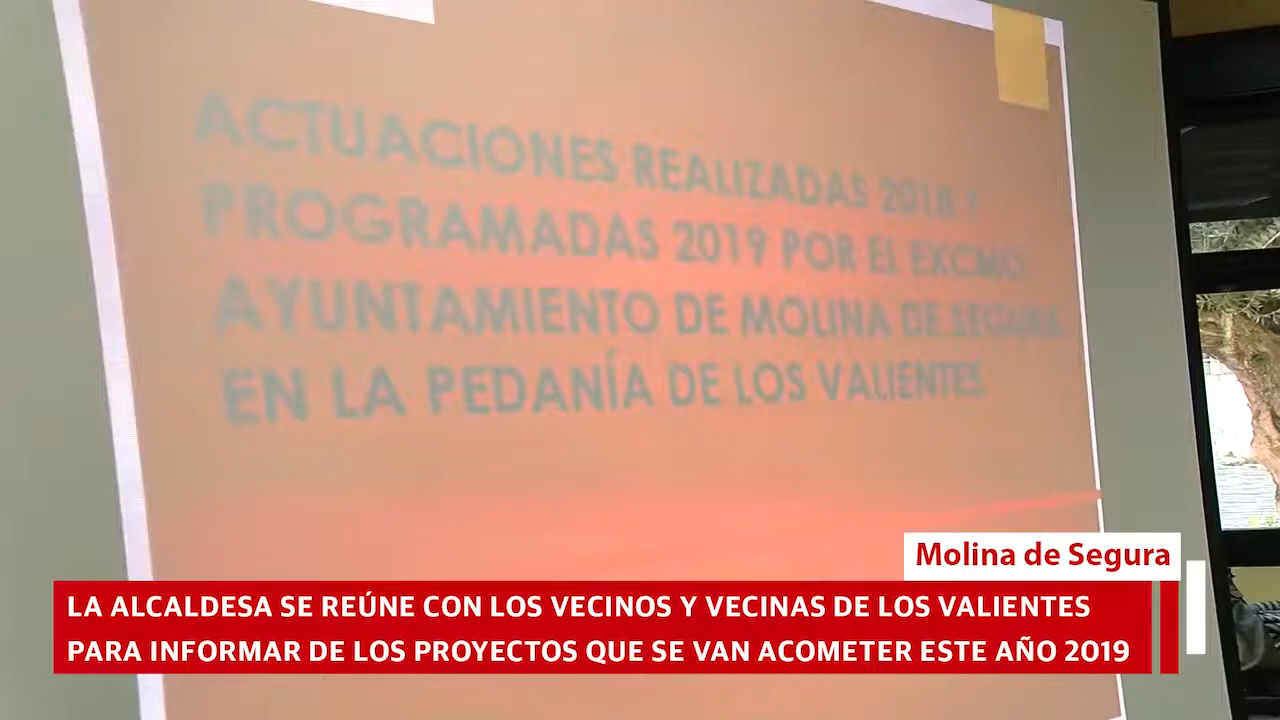 ACTUACIONES REALIZADAS 2018 Y
PROGRAMADAS 2019 POR EL EXCMO
AYUNTAMIENTO DE MOLINA DE SEGURA
EN LA PEDANÍA DE LOS VALIENTES
Molina de Segura
LA ALCALDESA SE REÚNE CON LOS VECINOS Y VECINAS DE LOS VALIENTES
PARA INFORMAR DE LOS PROYECTOS QUE SE VAN ACOMETER ESTE AÑO 2019